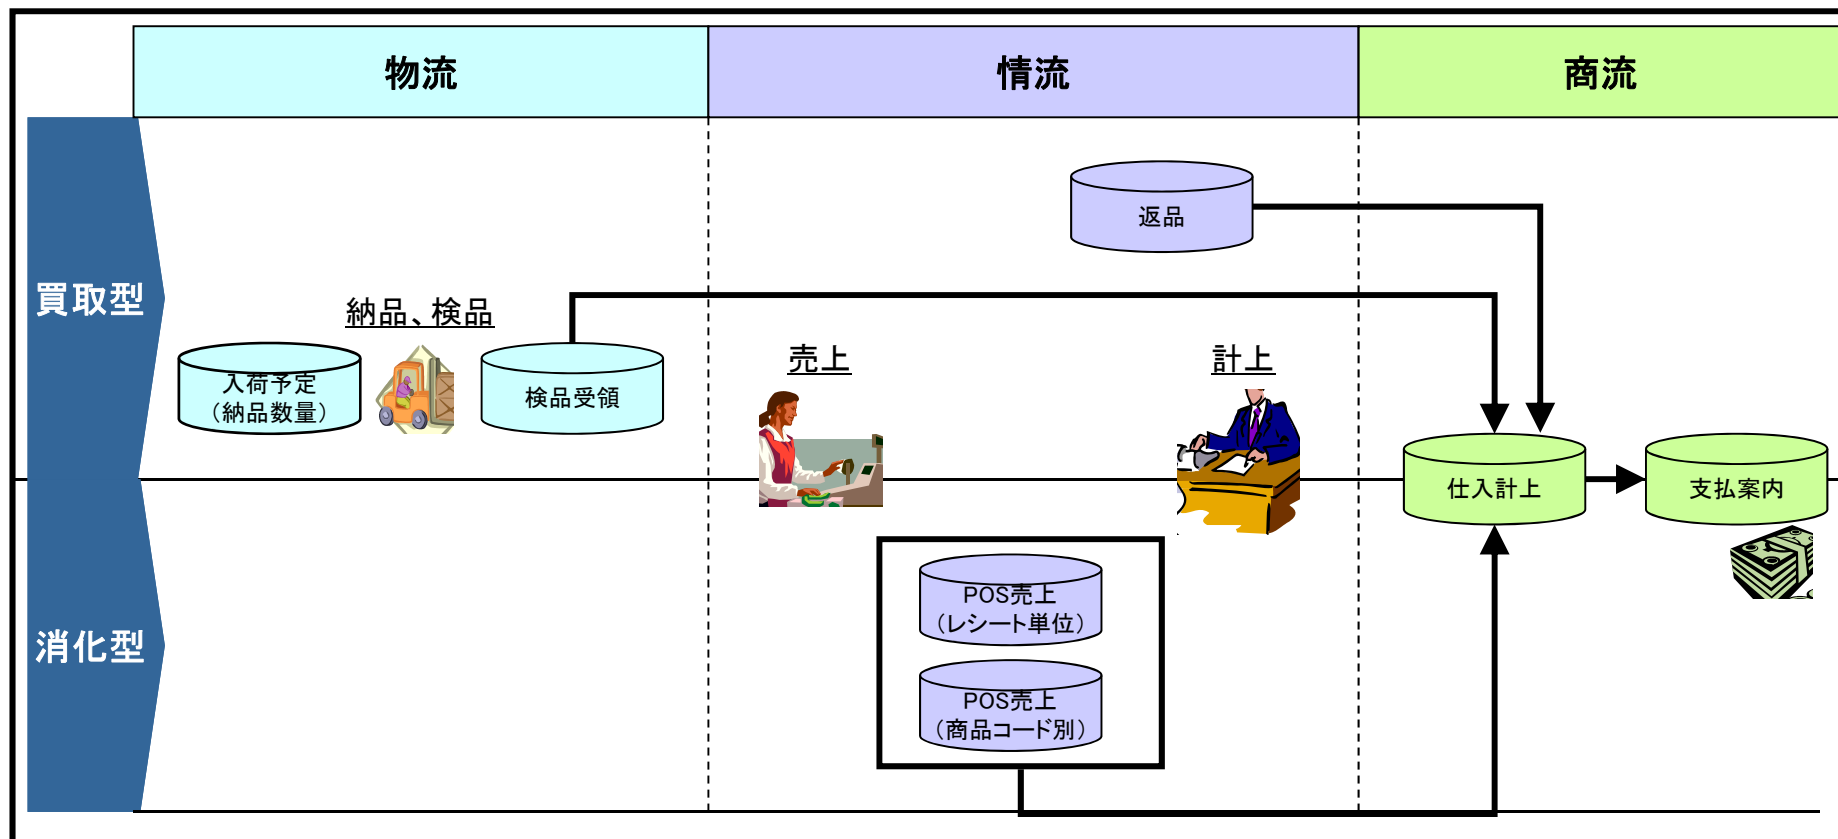 物流
情流
商流
返品
買取型
納品、検品
入荷予定
（納品数量）
検品受領
売上
計上
仕入計上
支払案内
消化型
POS売上
（レシート単位）
POS売上
（商品コード別）